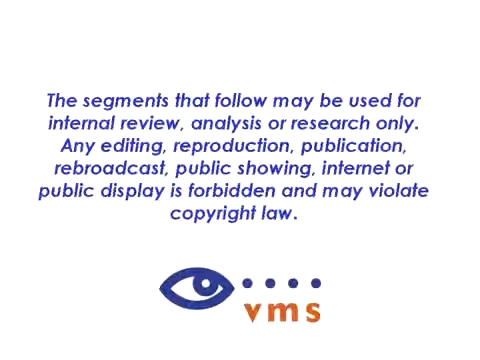 The segments that follow may be used for
internal review, analysis or research only.
Any editing, reproduction, publication,
rebroadcast, public showing, internet or
public display is forbidden and may violate
copyright law.
vms